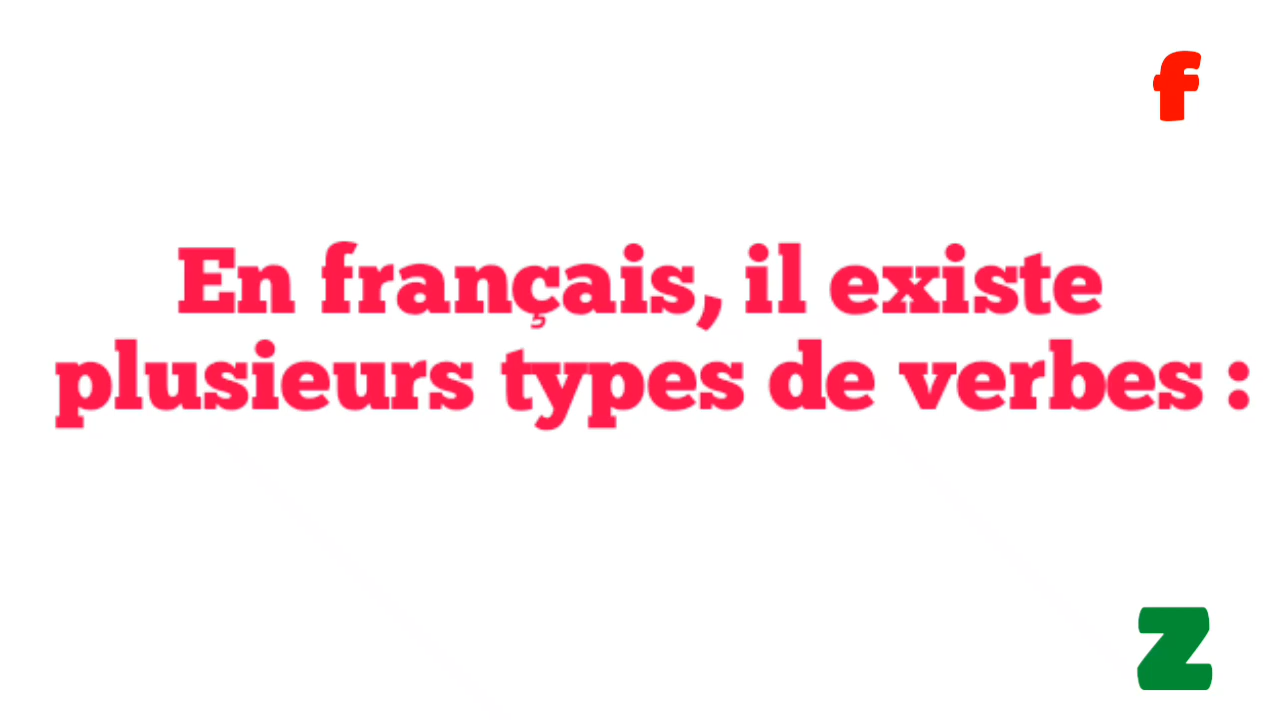 f
En français, il existe
plusieurs types de verbes :
z